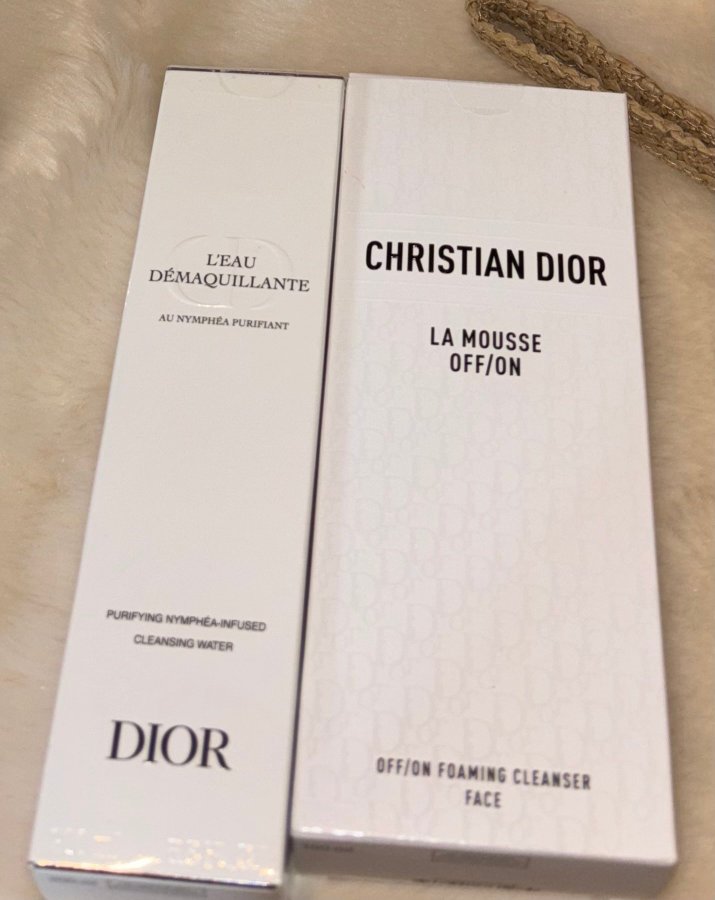 L'EAU
DÉMAQUILLANTE
AU NYMPHÉA PURIFIANT
PURIFYING NYMPHÉA-INFUSED
CLEANSING WATER
DIOR
CHRISTIAN DIOR
LA MOUSSE
OFF/ON
OFF/ON FOAMING CLEANSER
FACE